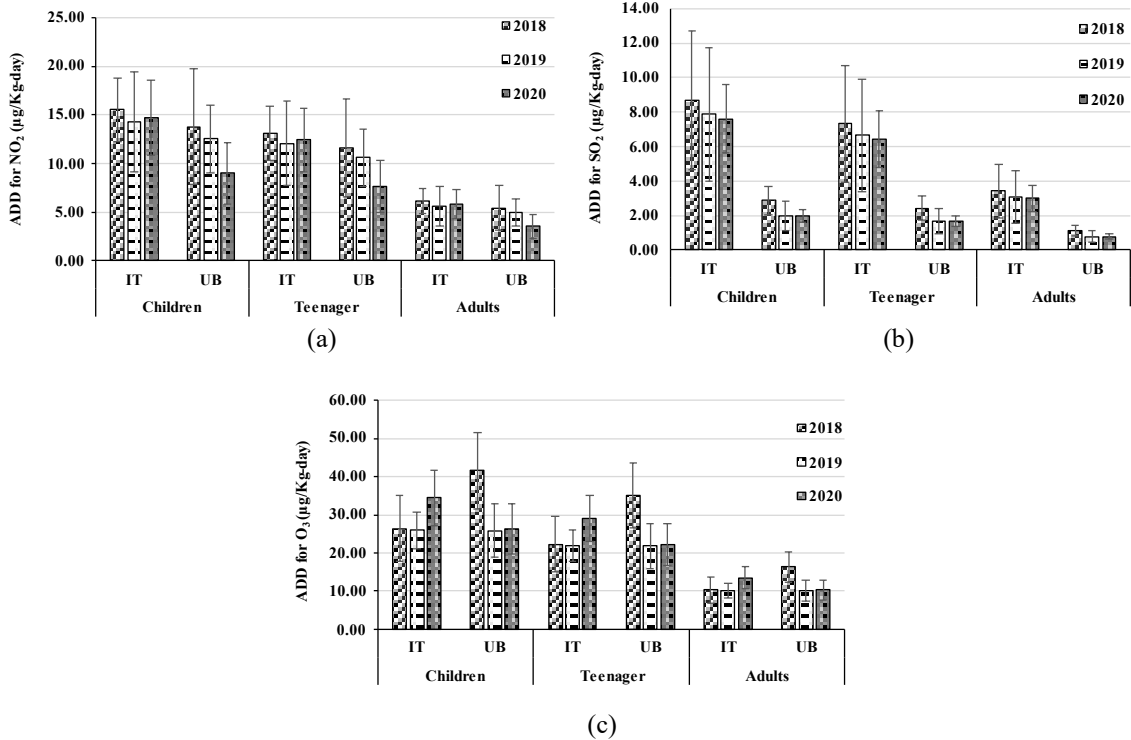 25.00
20.00
15.00
10.00
5.00
0.00
ADD for NO₂ (µg/Kg-day)
2018
2019
2020
IT UB IT UB IT UB
Children Teenager Adults
(a)
14.00
12.00
10.00
8.00
6.00
4.00
2.00
0.00
ADD for SO₂ (µg/Kg-day)
2018
2019
2020
IT UB IT UB IT UB
Children Teenager Adults
(b)
60.00
50.00
40.00
30.00
20.00
10.00
0.00
ADD for O₃ (µg/Kg-day)
2018
2019
2020
IT UB IT UB IT UB
Children Teenager Adults
(c)